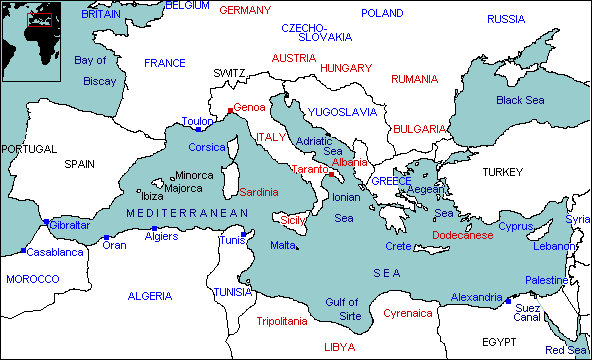 BRITAIN
BELGIUM
GERMANY
POLAND
RUSSIA
CZECHO-
SLOVAKIA
Bay of
Biscay
FRANCE
AUSTRIA
HUNGARY
SWITZ
RUMANIA
Black Sea
Genoa
YUGOSLAVIA
Toulon
ITALY
BULGARIA
Corsica
Adriatic
Sea
PORTUGAL
SPAIN
Albania
Taranto
Minorca
Majorca
Ibiza
Sardinia
GREECE
TURKEY
Aegean
Sea
Ionian
Sea
MEDITERRANEAN
Sicily
Gibraltar
Dodecanese
Cyprus
Syria
Oran
Algiers
Tunis
Malta
Crete
Lebanon
Casablanca
SEA
Palestine
MOROCCO
ALGERIA
TUNISIA
Gulf of
Sirte
Alexandria
Suez
Canal
Tripolitania
Cyrenaica
LIBYA
EGYPT
Red Sea